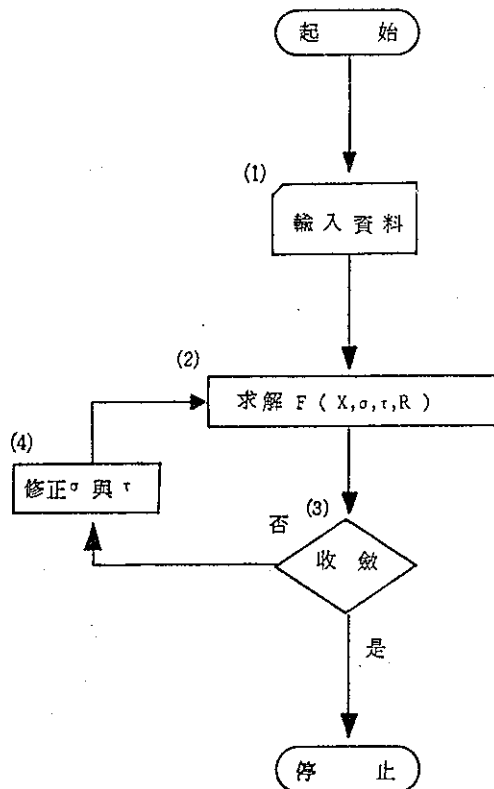 起 始
(1)
輸入資料
(2)
求解 F ( X,σ,τ,R )
(4)
修正σ 與 τ
否
(3)
收 斂
是
停 止